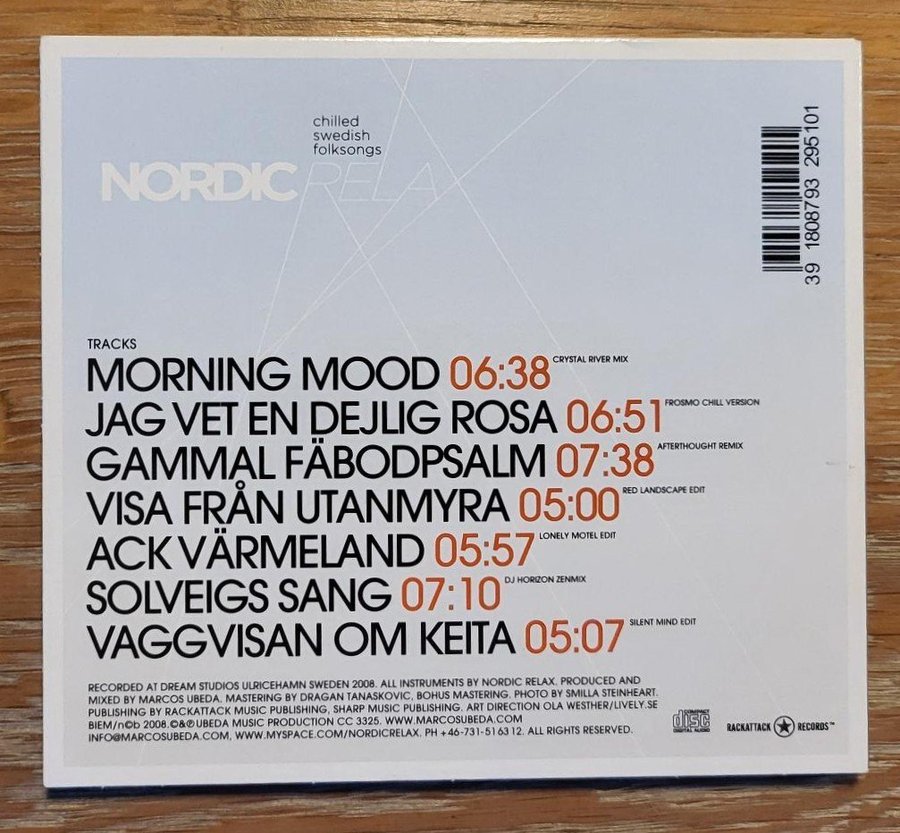 chilled
swedish
folksongs
NORDIC RELAX
39 1808793 295101
TRACKS
MORNING MOOD 06:38 CRYSTAL RIVER MIX
JAG VET EN DEJLIG ROSA 06:51 FROSMO CHILL VERSION
GAMMAL FÄBODPSALM 07:38 AFTERTHOUGHT REMIX
VISA FRÅN UTANMYRA 05:00 RED LANDSCAPE EDIT
ACK VÄRMELAND 05:57 LONELY MOTEL EDIT
SOLVEIGS SANG 07:10 DJ HORIZON ZENMIX
VAGGVISAN OM KEITA 05:07 SILENT MIND EDIT
RECORDED AT DREAM STUDIOS ULRICEHAMN SWEDEN 2008. ALL INSTRUMENTS BY NORDIC RELAX. PRODUCED AND
MIXED BY MARCOS UBEDA. MASTERING BY DRAGAN TANASKOVIC, BOHUS MASTERING. PHOTO BY SMILLA STEINHEART.
PUBLISHING BY RACKATTACK MUSIC PUBLISHING, SHARP MUSIC PUBLISHING. ART DIRECTION OLA WESTHER/LIVELY.SE
BIEM/n©b 2008.©&℗UBEDA MUSIC PRODUCTION CC 3325. WWW.MARCOSUBEDA.COM
INFO@MARCOSUBEDA.COM, WWW.MYSPACE.COM/NORDICRELAX. PH +46-731-516312. ALL RIGHTS RESERVED.
COMPACT
disc
DIGITAL AUDIO
RACKATTACK RECORDS™